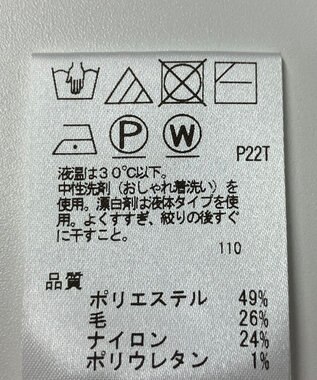 P
W
P22T
液温は30℃以下。
中性洗剤（おしゃれ着洗い）を
使用。漂白剤は液体タイプを使
用。よくすすぎ、絞りの後すぐ
に干すこと。
110
品質
ポリエステル 49%
毛 26%
ナイロン 24%
ポリウレタン 1%